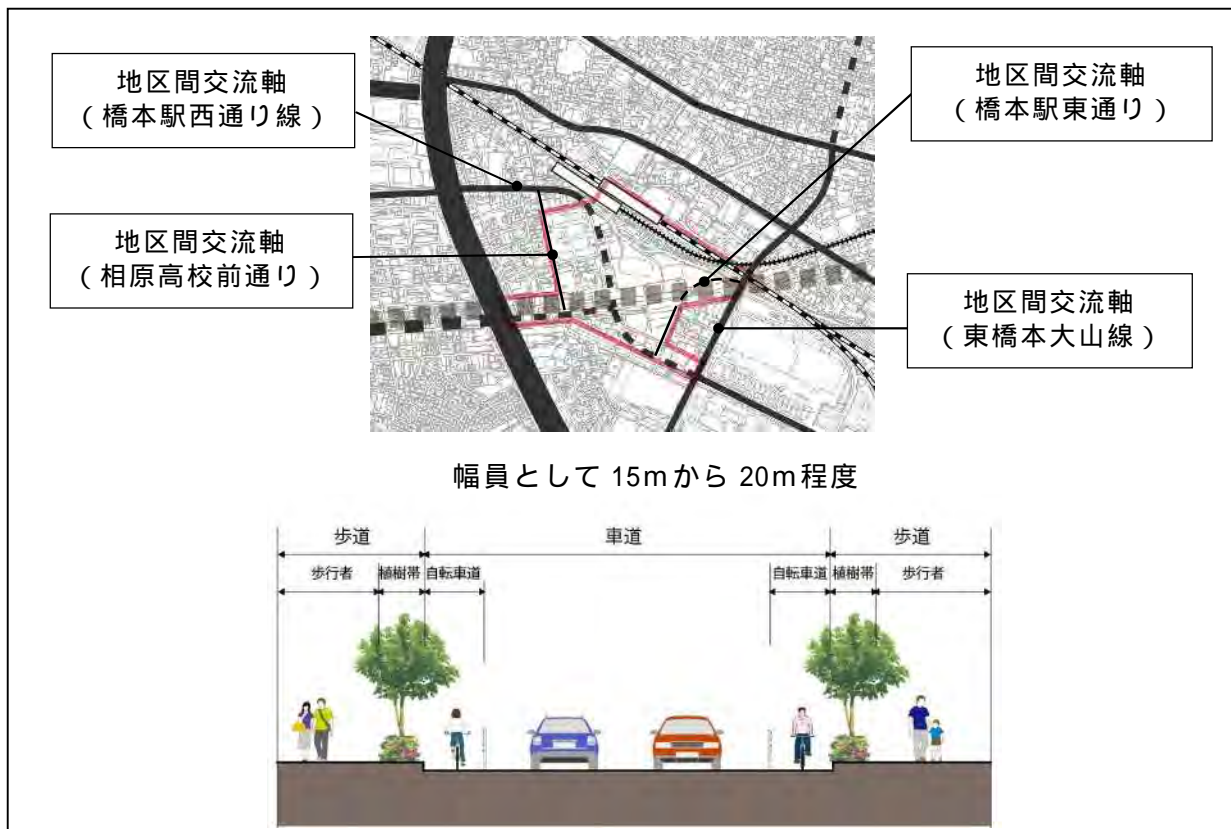 地区間交流軸
（橋本駅西通り線）
地区間交流軸
（橋本駅東通り）
地区間交流軸
（相原高校前通り）
地区間交流軸
（東橋本大山線）
幅員として 15mから 20m程度
歩道 車道 歩道
歩行者 植樹帯 自転車道 自転車道 植樹帯 歩行者